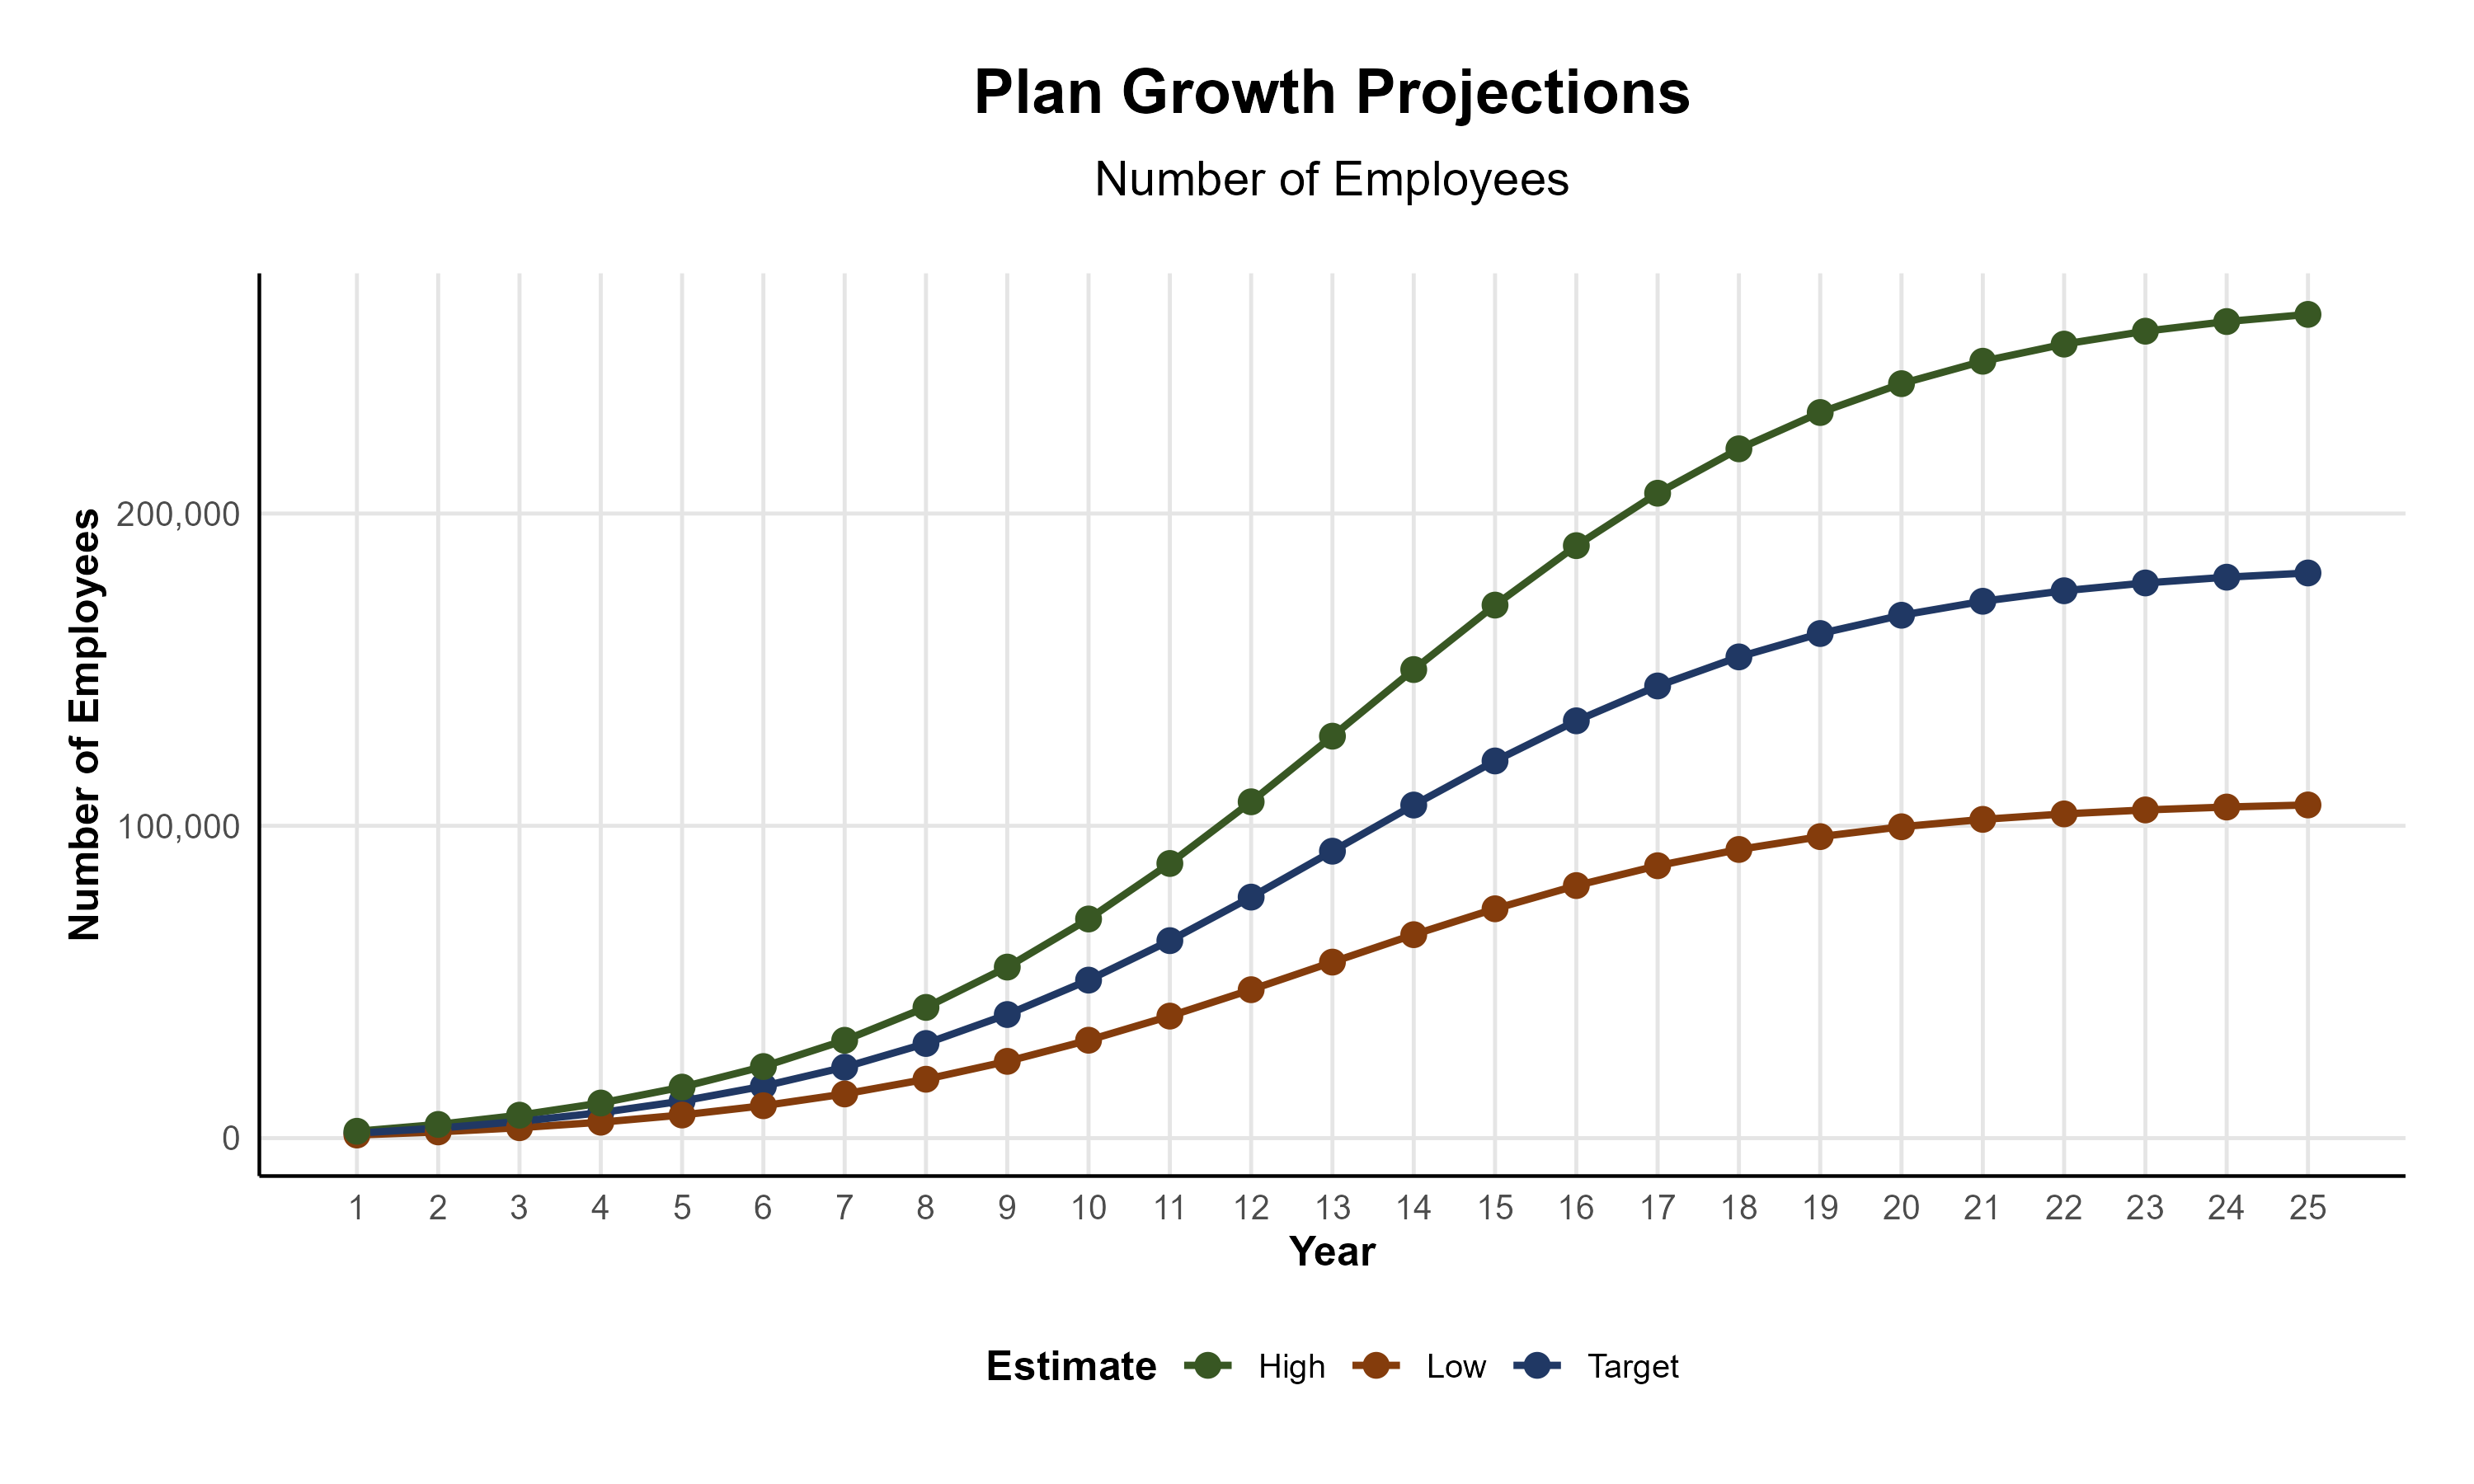 Plan Growth Projections
Number of Employees
Number of Employees
200,000
100,000
0
1 2 3 4 5 6 7 8 9 10 11 12 13 14 15 16 17 18 19 20 21 22 23 24 25
Year
Estimate High Low Target